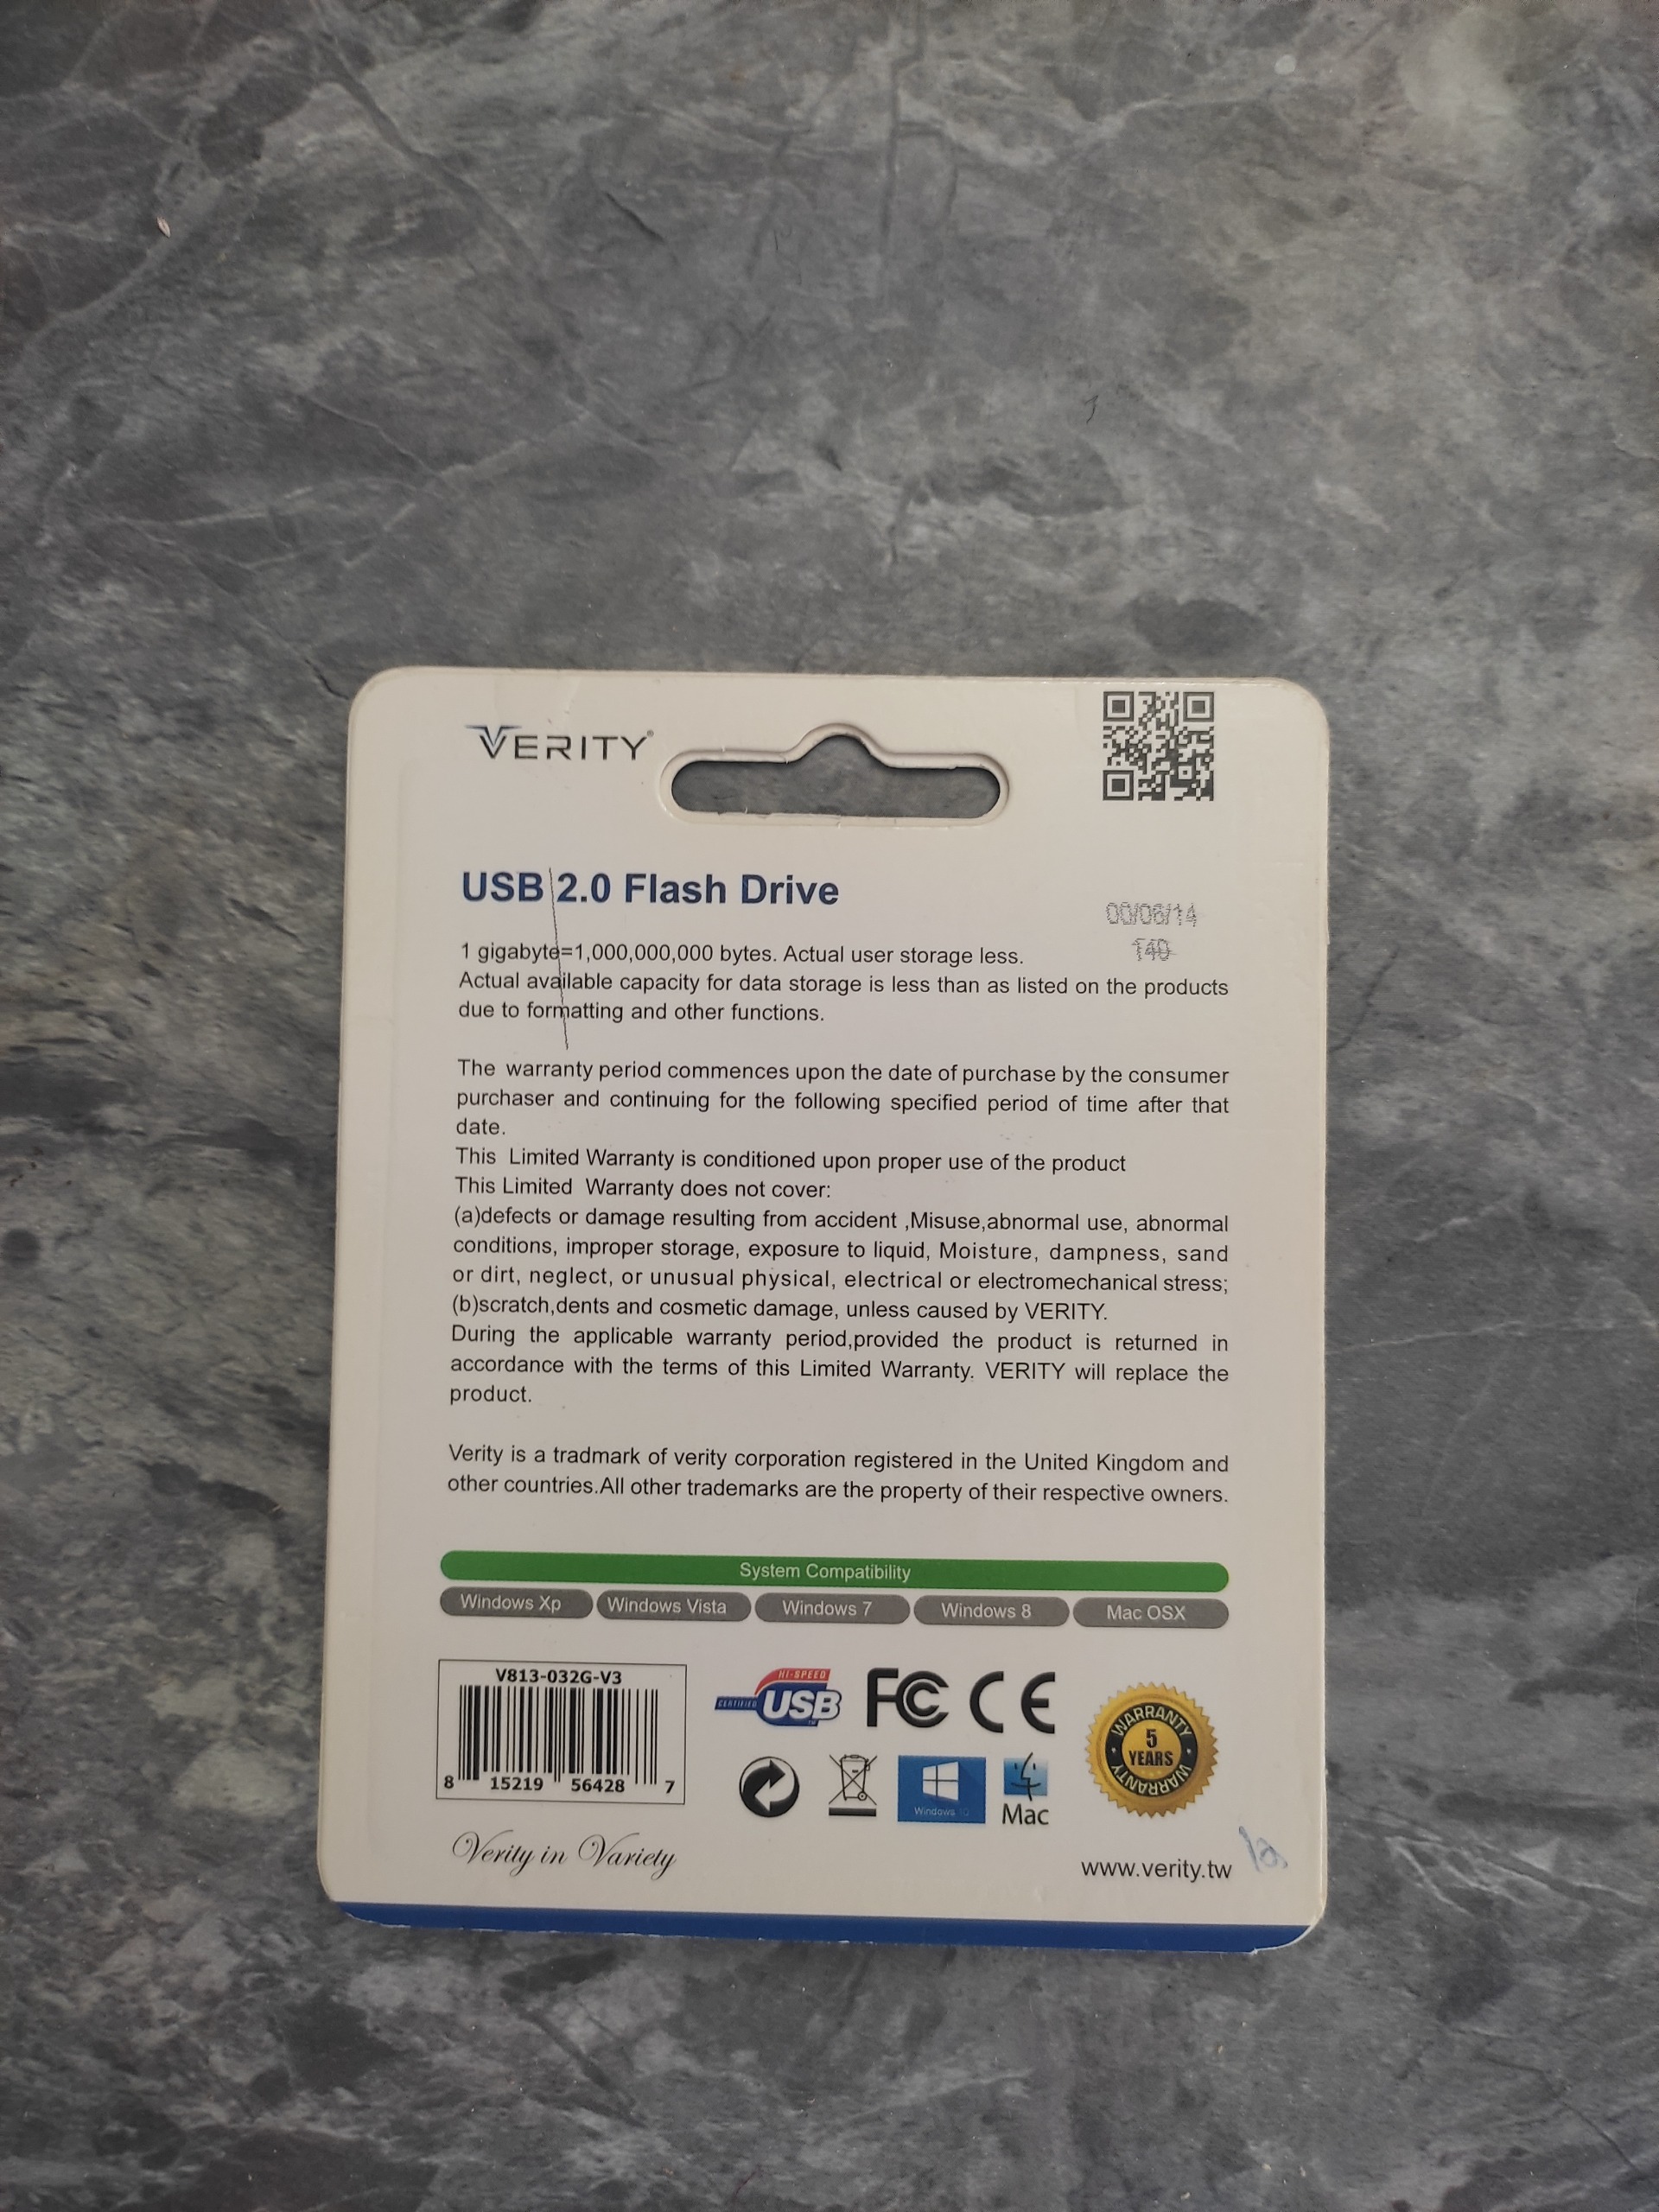 VERITY®
USB 2.0 Flash Drive
00/06/14
140
1 gigabyte=1,000,000,000 bytes. Actual user storage less.
Actual available capacity for data storage is less than as listed on the products
due to formatting and other functions.
The warranty period commences upon the date of purchase by the consumer
purchaser and continuing for the following specified period of time after that
date.
This Limited Warranty is conditioned upon proper use of the product
This Limited Warranty does not cover:
(a)defects or damage resulting from accident ,Misuse,abnormal use, abnormal
conditions, improper storage, exposure to liquid, Moisture, dampness, sand
or dirt, neglect, or unusual physical, electrical or electromechanical stress;
(b)scratch,dents and cosmetic damage, unless caused by VERITY.
During the applicable warranty period,provided the product is returned in
accordance with the terms of this Limited Warranty. VERITY will replace the
product.
Verity is a tradmark of verity corporation registered in the United Kingdom and
other countries.All other trademarks are the property of their respective owners.
System Compatibility
Windows Xp Windows Vista Windows 7 Windows 8 Mac OSX
V813-032G-V3
8 15219 56428 7
HI-SPEED
CERTIFIED USB
FC CE
WARRANTY
5
YEARS
WARRANTY
Windows 10
Mac
Verity in Variety
www.verity.tw